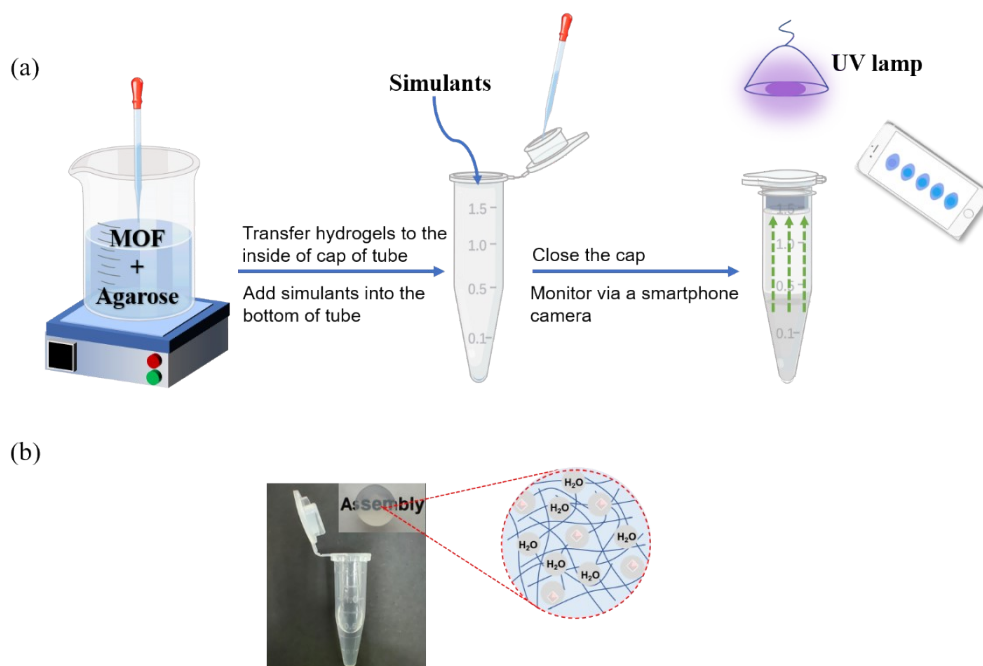 (a)
Simulants
UV lamp
MOF
+
Agarose
Transfer hydrogels to the
inside of cap of tube
Add simulants into the
bottom of tube
1.5
1.0
0.5
0.1
Close the cap
Monitor via a smartphone
camera
1.5
1.0
0.5
0.1
(b)
Assembly
H₂O
H₂O
H₂O
H₂O
H₂O
H₂O